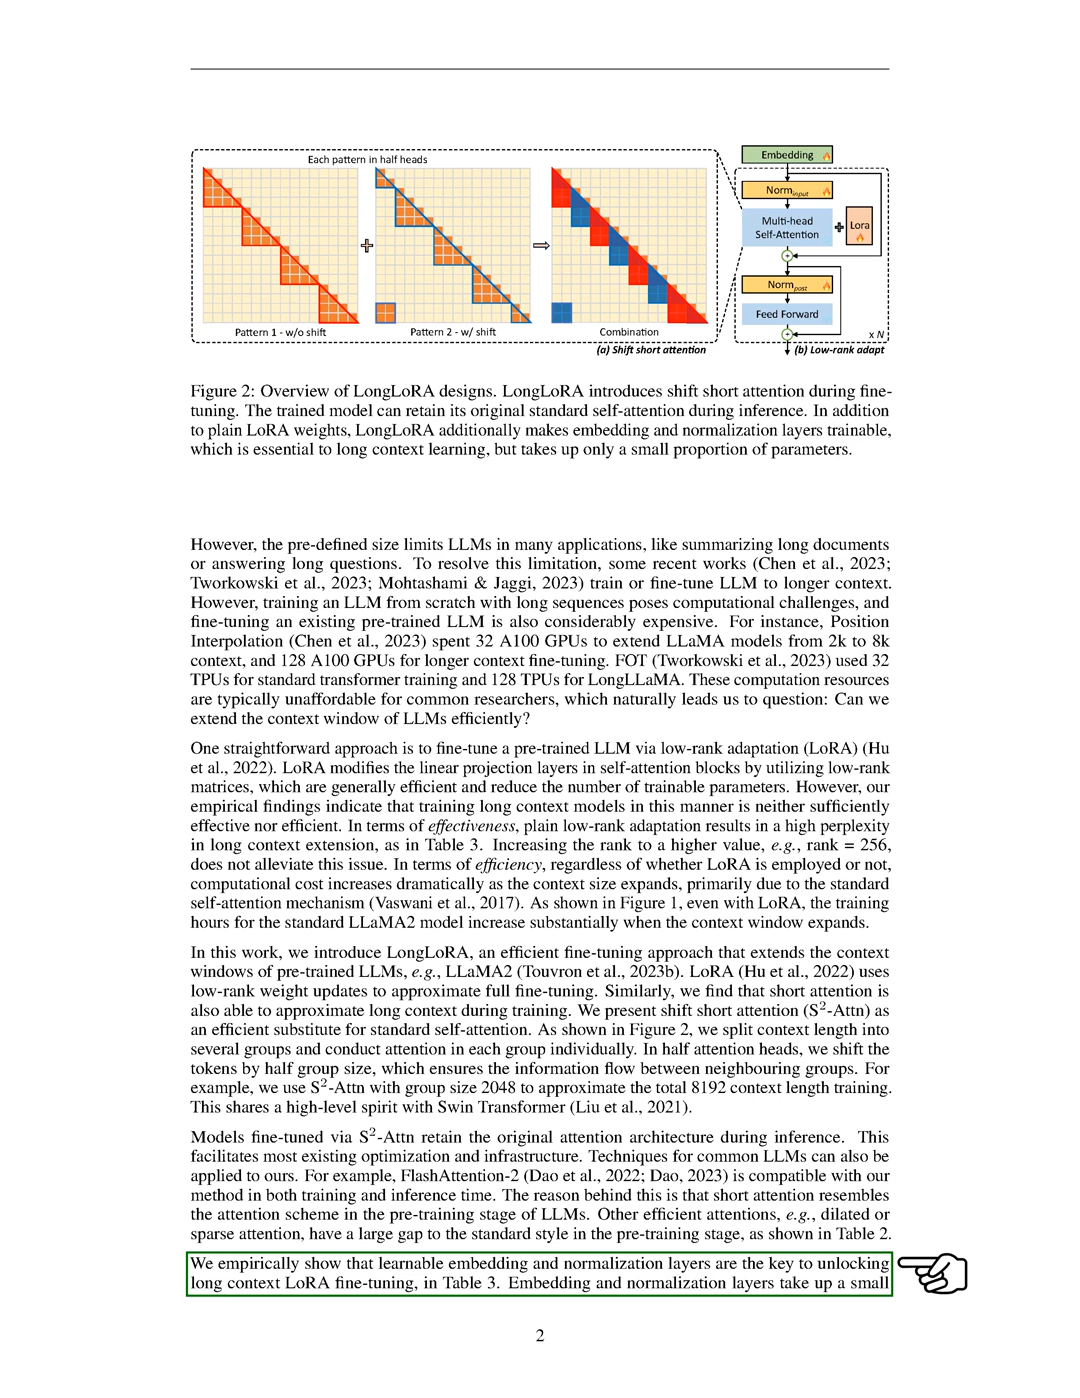 Each pattern in half heads
Pattern 1 - w/o shift
Pattern 2 - w/ shift
Combination
(a) Shift short attention
Embedding
Norm_input
Multi-head
Self-Attention
Lora
Norm_post
Feed Forward
x N
(b) Low-rank adapt
Figure 2: Overview of LongLoRA designs. LongLoRA introduces shift short attention during fine-
tuning. The trained model can retain its original standard self-attention during inference. In addition
to plain LoRA weights, LongLoRA additionally makes embedding and normalization layers trainable,
which is essential to long context learning, but takes up only a small proportion of parameters.
However, the pre-defined size limits LLMs in many applications, like summarizing long documents
or answering long questions. To resolve this limitation, some recent works (Chen et al., 2023;
Tworkowski et al., 2023; Mohtashami & Jaggi, 2023) train or fine-tune LLM to longer context.
However, training an LLM from scratch with long sequences poses computational challenges, and
fine-tuning an existing pre-trained LLM is also considerably expensive. For instance, Position
Interpolation (Chen et al., 2023) spent 32 A100 GPUs to extend LLaMA models from 2k to 8k
context, and 128 A100 GPUs for longer context fine-tuning. FOT (Tworkowski et al., 2023) used 32
TPUs for standard transformer training and 128 TPUs for LongLLaMA. These computation resources
are typically unaffordable for common researchers, which naturally leads us to question: Can we
extend the context window of LLMs efficiently?
One straightforward approach is to fine-tune a pre-trained LLM via low-rank adaptation (LoRA) (Hu
et al., 2022). LoRA modifies the linear projection layers in self-attention blocks by utilizing low-rank
matrices, which are generally efficient and reduce the number of trainable parameters. However, our
empirical findings indicate that training long context models in this manner is neither sufficiently
effective nor efficient. In terms of effectiveness, plain low-rank adaptation results in a high perplexity
in long context extension, as in Table 3. Increasing the rank to a higher value, e.g., rank = 256,
does not alleviate this issue. In terms of efficiency, regardless of whether LoRA is employed or not,
computational cost increases dramatically as the context size expands, primarily due to the standard
self-attention mechanism (Vaswani et al., 2017). As shown in Figure 1, even with LoRA, the training
hours for the standard LLaMA2 model increase substantially when the context window expands.
In this work, we introduce LongLoRA, an efficient fine-tuning approach that extends the context
windows of pre-trained LLMs, e.g., LLaMA2 (Touvron et al., 2023b). LoRA (Hu et al., 2022) uses
low-rank weight updates to approximate full fine-tuning. Similarly, we find that short attention is
also able to approximate long context during training. We present shift short attention (S²-Attn) as
an efficient substitute for standard self-attention. As shown in Figure 2, we split context length into
several groups and conduct attention in each group individually. In half attention heads, we shift the
tokens by half group size, which ensures the information flow between neighbouring groups. For
example, we use S²-Attn with group size 2048 to approximate the total 8192 context length training.
This shares a high-level spirit with Swin Transformer (Liu et al., 2021).
Models fine-tuned via S²-Attn retain the original attention architecture during inference. This
facilitates most existing optimization and infrastructure. Techniques for common LLMs can also be
applied to ours. For example, FlashAttention-2 (Dao et al., 2022; Dao, 2023) is compatible with our
method in both training and inference time. The reason behind this is that short attention resembles
the attention scheme in the pre-training stage of LLMs. Other efficient attentions, e.g., dilated or
sparse attention, have a large gap to the standard style in the pre-training stage, as shown in Table 2.
We empirically show that learnable embedding and normalization layers are the key to unlocking
long context LoRA fine-tuning, in Table 3. Embedding and normalization layers take up a small
2